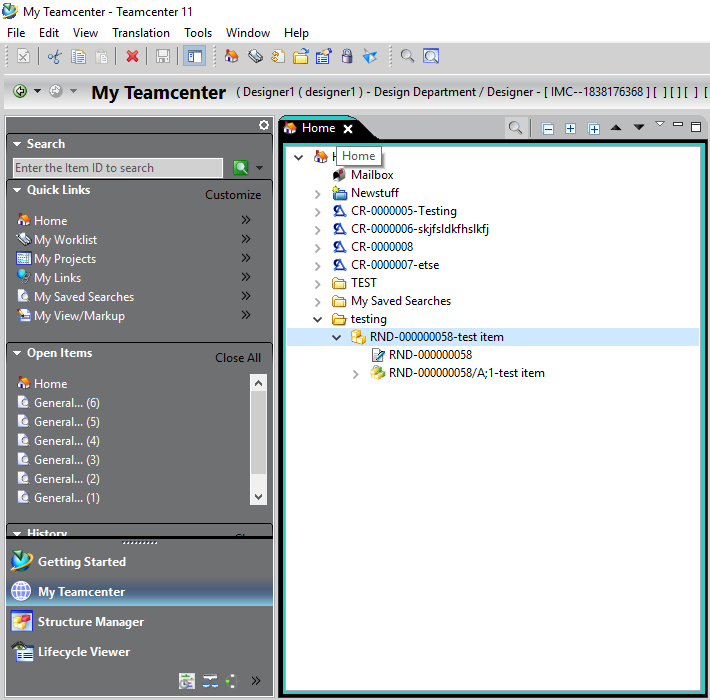 My Teamcenter - Teamcenter 11
File Edit View Translation Tools Window Help
My Teamcenter ( Designer1 ( designer1 ) - Design Department / Designer - [ IMC--1838176368 ] [ ] [ ] [ ] [
Search
Enter the Item ID to search
Quick Links
Customize
Home
My Worklist
My Projects
My Links
My Saved Searches
My View/Markup
Open Items
Close All
Home
General... (6)
General... (5)
General... (4)
General... (3)
General... (2)
General... (1)
History
Getting Started
My Teamcenter
Structure Manager
Lifecycle Viewer
Home
Home
Mailbox
Newstuff
CR-0000005-Testing
CR-0000006-skjfsldkfhslkfj
CR-0000008
CR-0000007-etse
TEST
My Saved Searches
testing
RND-000000058-test item
RND-000000058
RND-000000058/A;1-test item